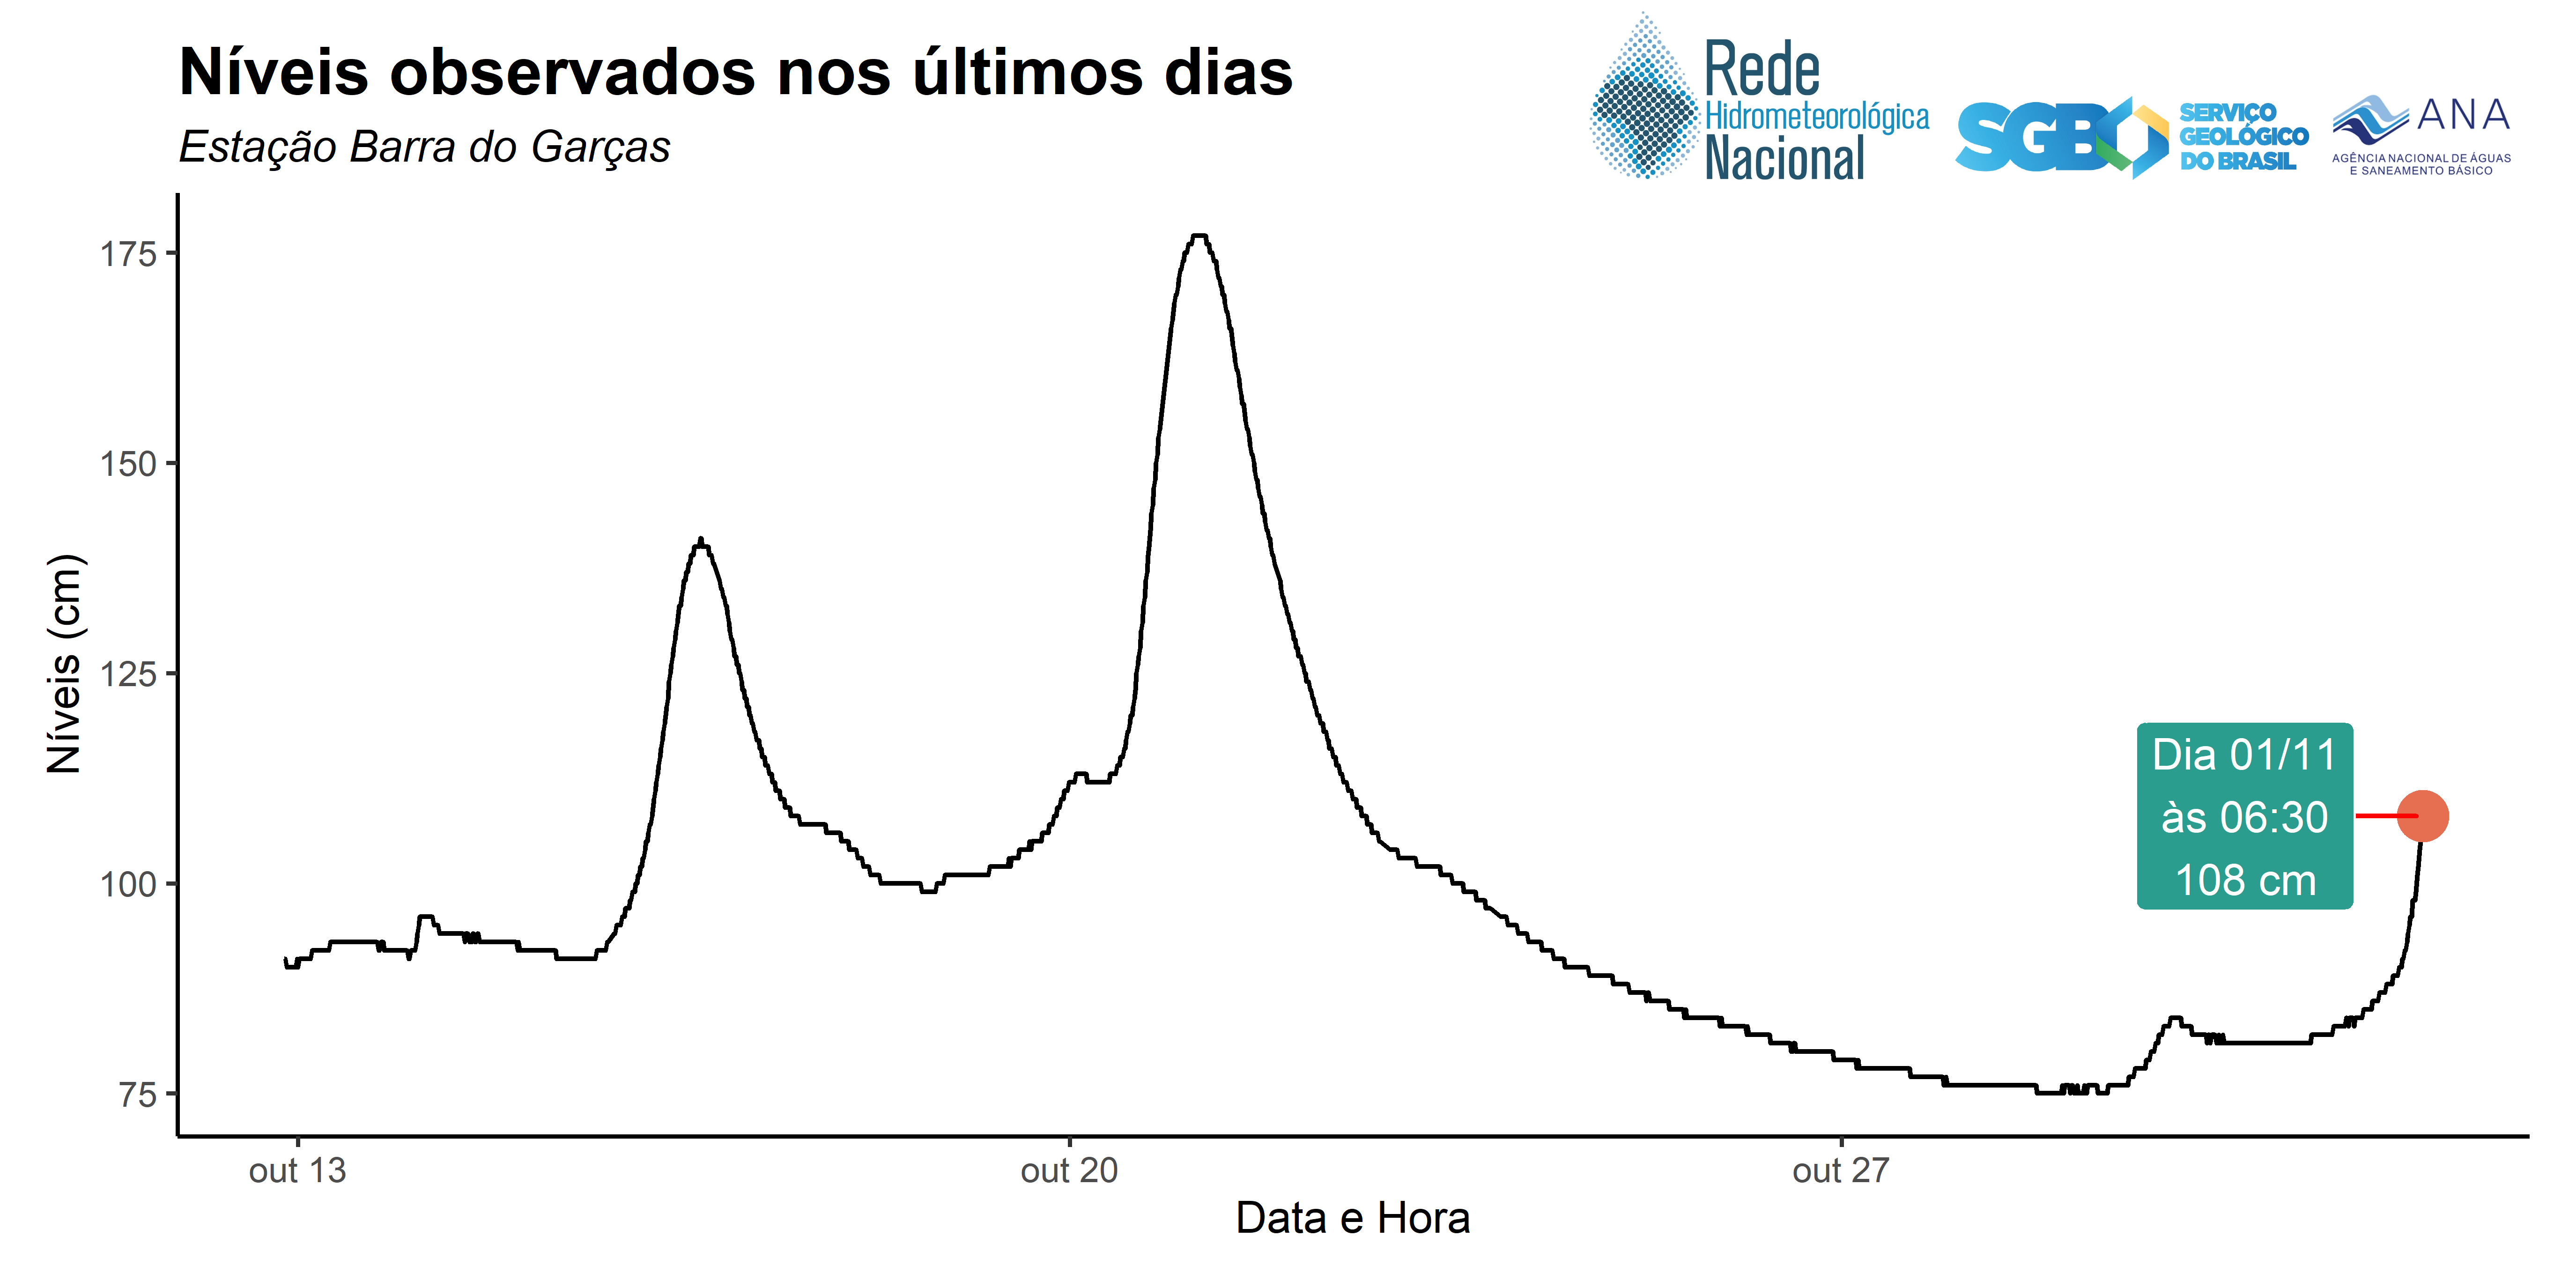 Níveis observados nos últimos dias
Estação Barra do Garças
Rede
Hidrometeorológica
Nacional
SGB
SERVIÇO
GEOLÓGICO
DO BRASIL
ANA
AGÊNCIA NACIONAL DE ÁGUAS
E SANEAMENTO BÁSICO
Níveis (cm)
175
150
125
100
75
Dia 01/11
às 06:30
108 cm
out 13
out 20
out 27
Data e Hora